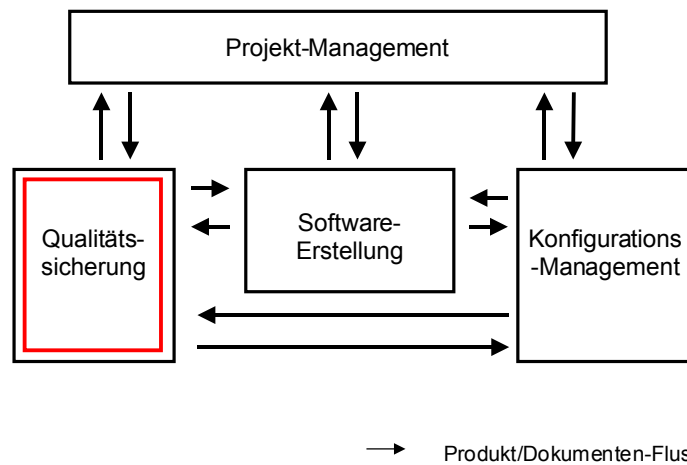 Projekt-Management
Qualitäts-
sicherung
Software-
Erstellung
Konfigurations
-Management
Produkt/Dokumenten-Flus